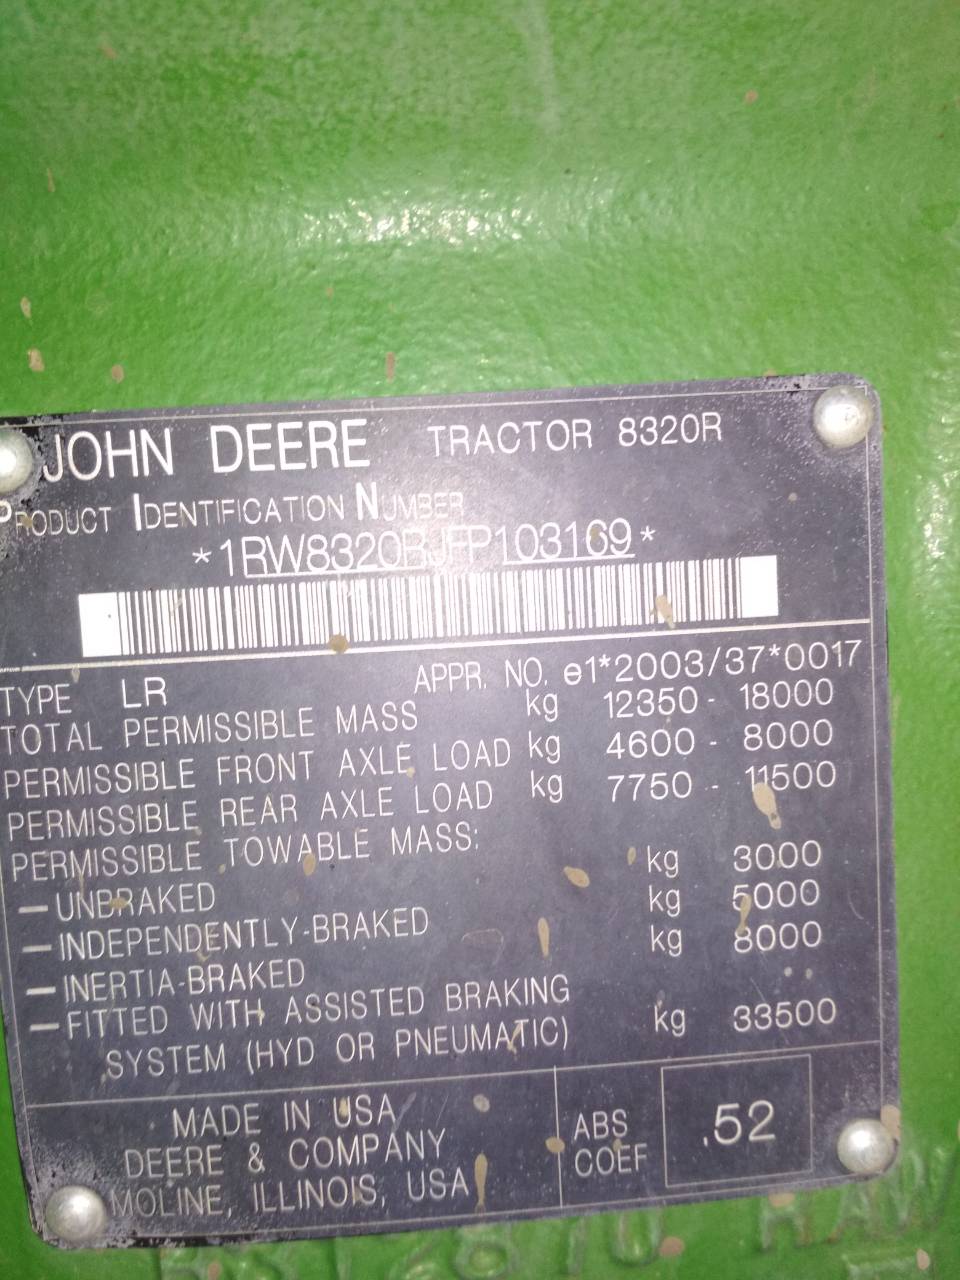 JOHN DEERE TRACTOR 8320R
PRODUCT IDENTIFICATION NUMBER
*1RW8320RJFP103169*
TYPE LR APPR. NO. e1*2003/37*0017
TOTAL PERMISSIBLE MASS kg 12350 - 18000
PERMISSIBLE FRONT AXLE LOAD kg 4600 - 8000
PERMISSIBLE REAR AXLE LOAD kg 7750 - 11500
PERMISSIBLE TOWABLE MASS:
—UNBRAKED kg 3000
—INDEPENDENTLY-BRAKED kg 5000
—INERTIA-BRAKED kg 8000
—FITTED WITH ASSISTED BRAKING
SYSTEM (HYD OR PNEUMATIC) kg 33500
MADE IN USA
DEERE & COMPANY
MOLINE, ILLINOIS, USA
ABS
COEF
.52